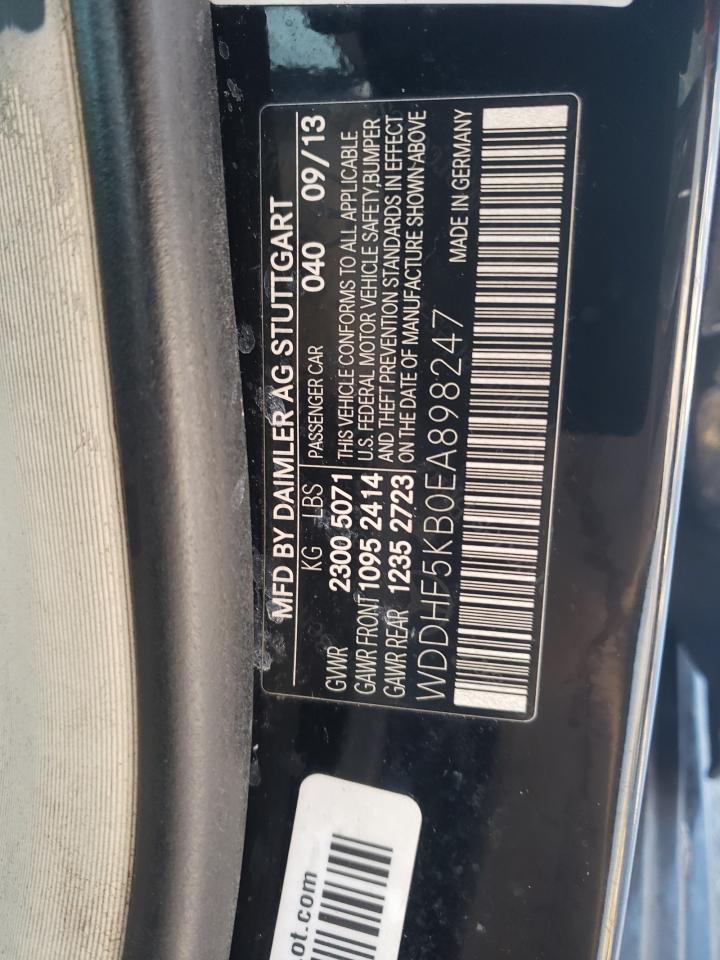 MFD BY DAIMLER AG STUTTGART
KG LBS PASSENGER CAR 040 09/13
GVWR 2300 5071 THIS VEHICLE CONFORMS TO ALL APPLICABLE
GAWR FRONT 1095 2414 U.S. FEDERAL MOTOR VEHICLE SAFETY,BUMPER
GAWR REAR 1235 2723 AND THEFT PREVENTION STANDARDS IN EFFECT
ON THE DATE OF MANUFACTURE SHOWN ABOVE
WDDHF5KB0EA898247 MADE IN GERMANY
ot.com